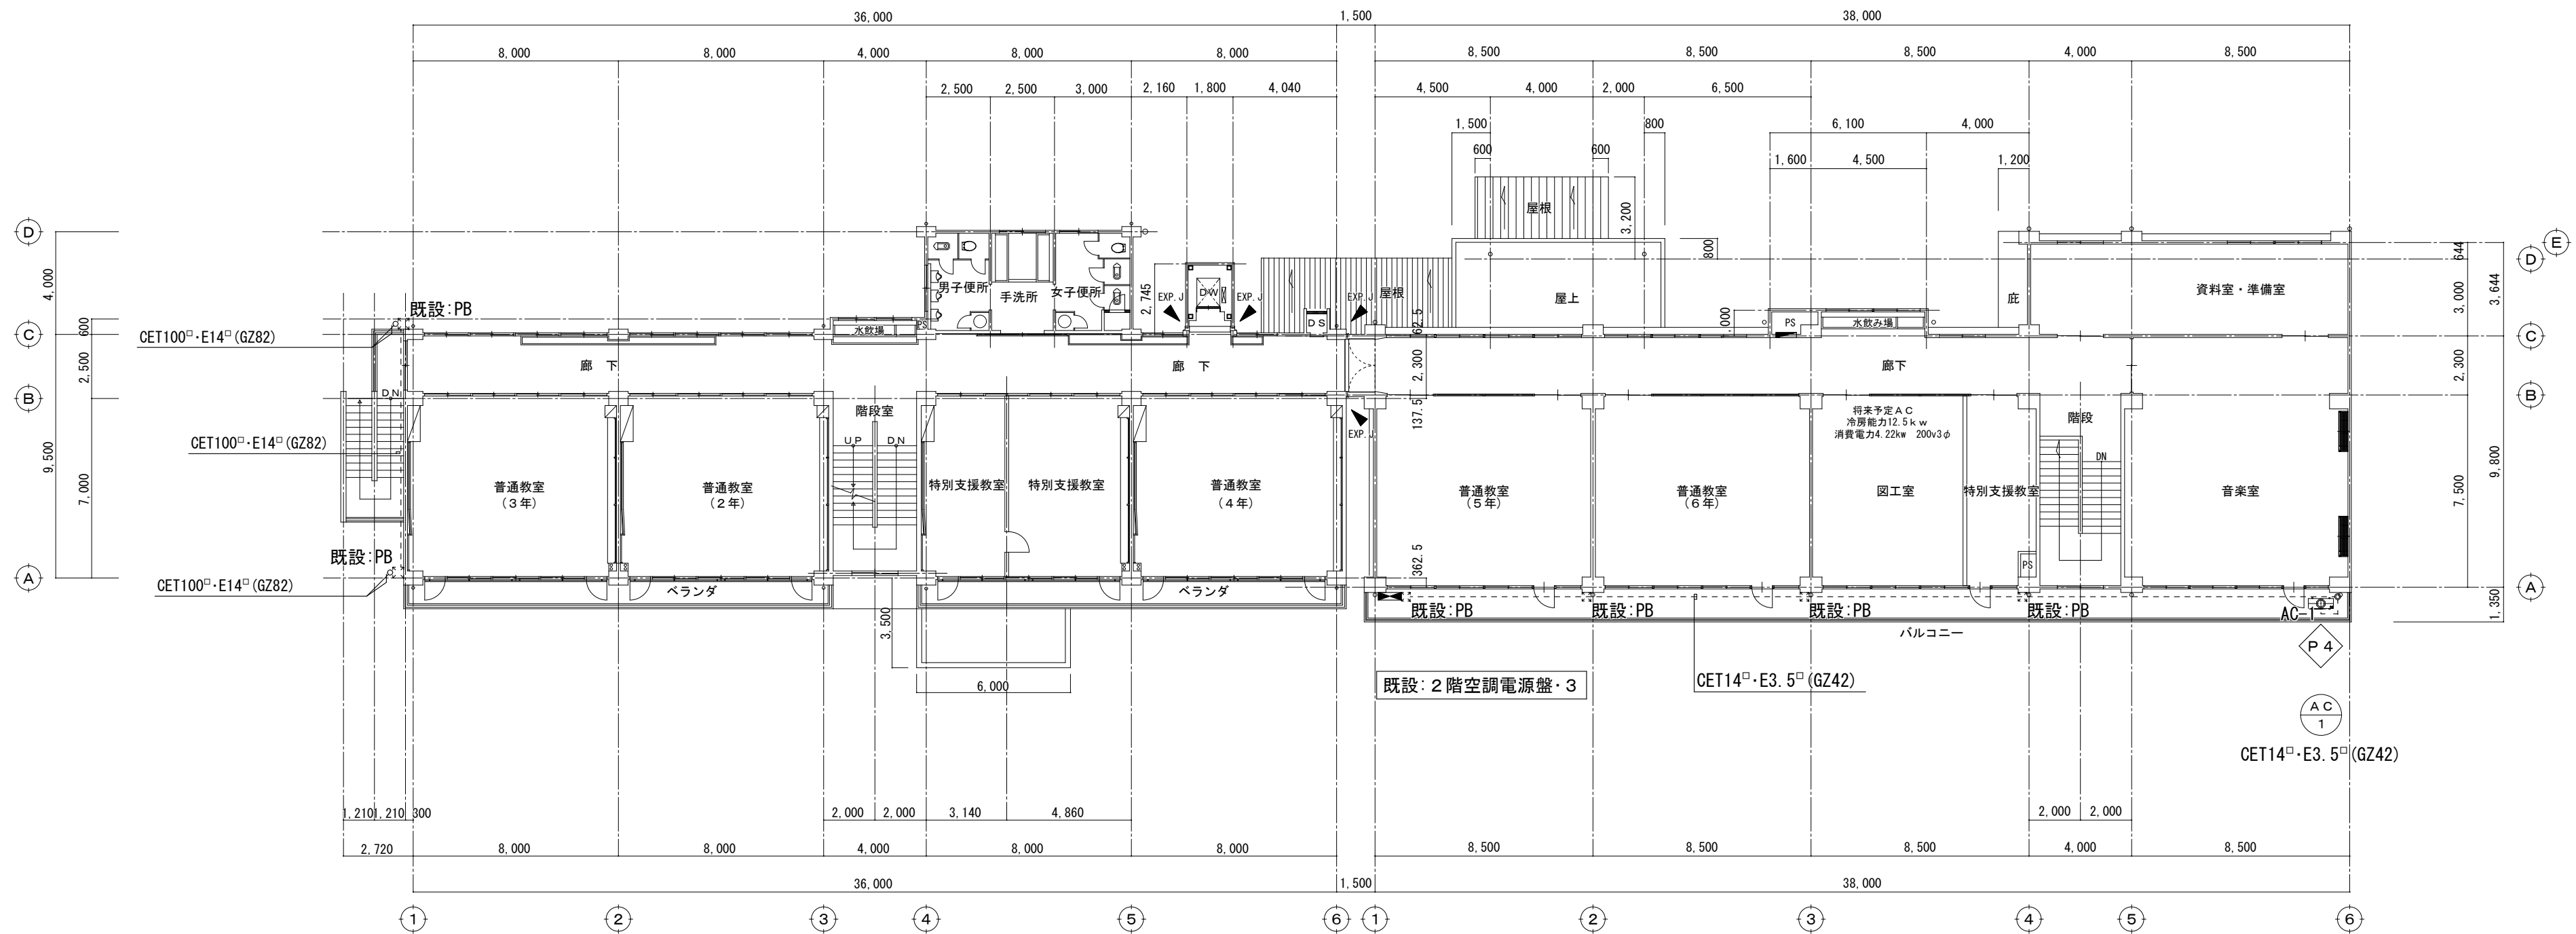 36,000
1,500
38,000
8,000
8,000
4,000
8,000
8,000
8,500
8,500
8,500
4,000
8,500
2,500
2,500
3,000
2,160
1,800
4,040
4,500
4,000
2,000
6,500
1,500
800
6,100
4,000
600
600
1,600
4,500
1,200
屋根
3,200
D
E
800
644
D
4,000
男子便所
手洗所
女子便所
2,745
EXP.J
DW
EXP.J
EXP.J
屋根
屋上
庇
資料室・準備室
3,000
3,644
既設:PB
600
水飲場
PS
DS
62.5
PS
水飲み場
C
C
CET100□・E14□(GZ82)
2,500
廊 下
廊 下
2,300
廊下
2,300
DN
B
B
階段室
137.5
将来予定AC
冷房能力12.5kw
消費電力4.22kw 200v3φ
階段
UP
DN
EXP.J
DN
CET100□・E14□(GZ82)
9,500
7,000
9,800
7,500
普通教室
(3年)
普通教室
(2年)
特別支援教室
特別支援教室
普通教室
(4年)
普通教室
(5年)
普通教室
(6年)
図工室
特別支援教室
音楽室
既設:PB
362.5
PS
A
A
CET100□・E14□(GZ82)
ベランダ
ベランダ
既設:PB
既設:PB
既設:PB
既設:PB
AC-1
1,350
3,500
バルコニー
P4
6,000
既設:2階空調電源盤・3
CET14□・E3.5□(GZ42)
AC
1
CET14□・E3.5□(GZ42)
1,210
1,210
300
2,000
2,000
3,140
4,860
2,000
2,000
2,720
8,000
8,000
4,000
8,000
8,000
8,500
8,500
8,500
4,000
8,500
36,000
1,500
38,000
1
2
3
4
5
6
1
2
3
4
5
6